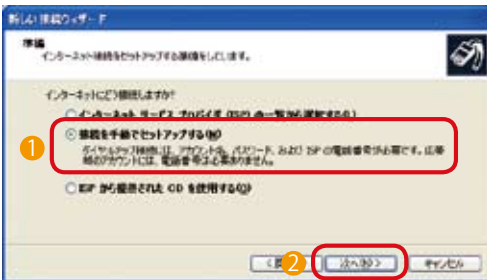 新しい接続ウィザード
準備
インターネット接続をセットアップする準備をしています。
インターネットにどう接続しますか?
インターネット サービス プロバイダ (ISP) の一覧から選択する(L)
1
接続を手動でセットアップする(M)
ダイヤルアップ接続には、アカウント名、パスワード、および ISP の電話番号が必要です。広帯
域のアカウントには、電話番号は必要ありません。
ISP から提供された CD を使用する(C)
2
次へ(N) >
キャンセル